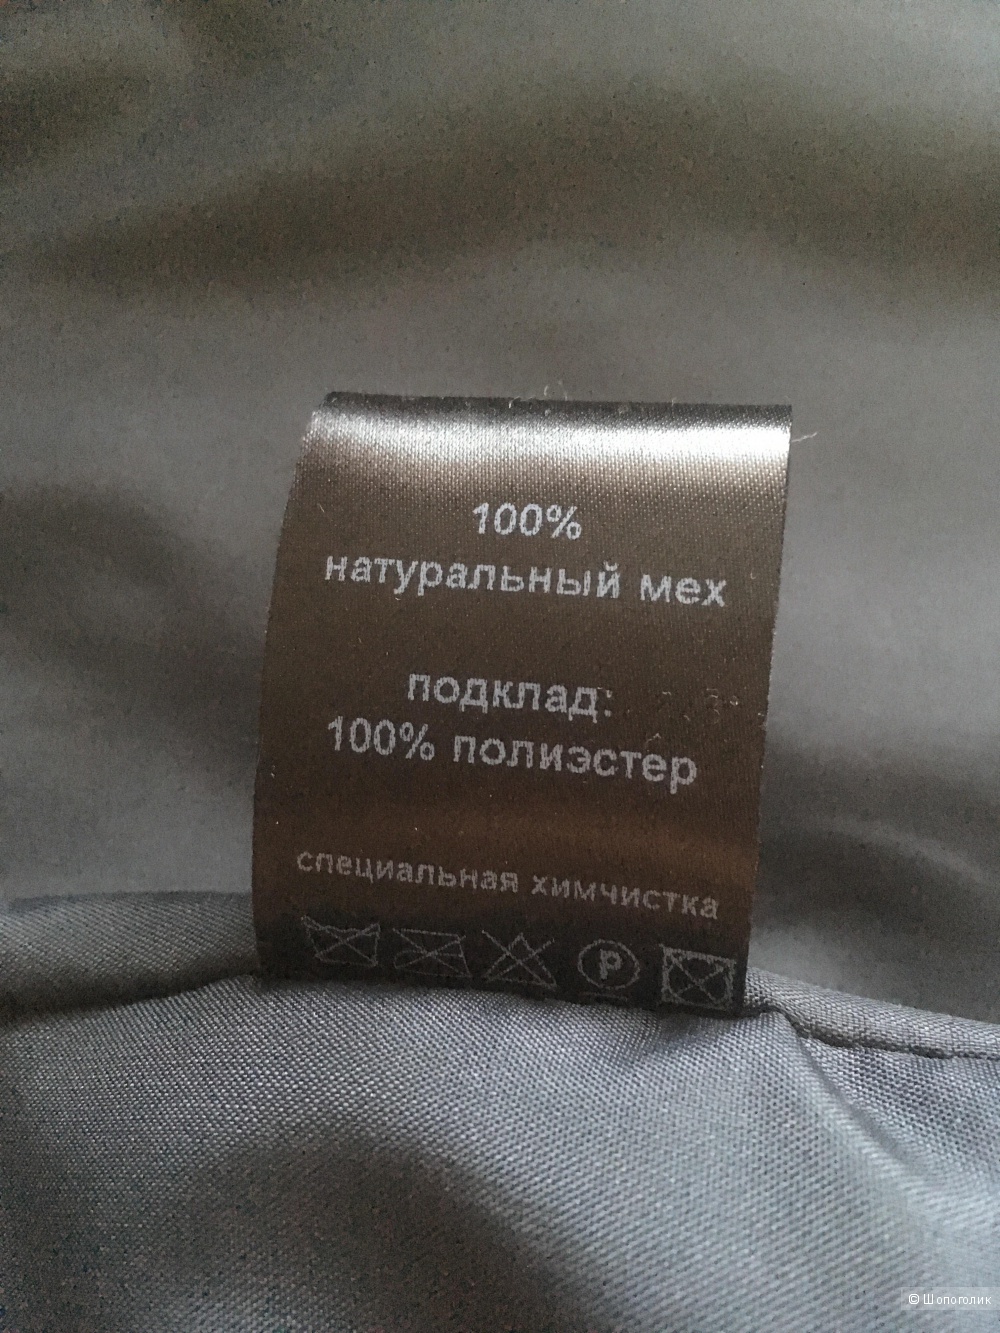 100%
натуральный мех
подклад:
100% полиэстер
специальная химчистка
P
© Шопоголик